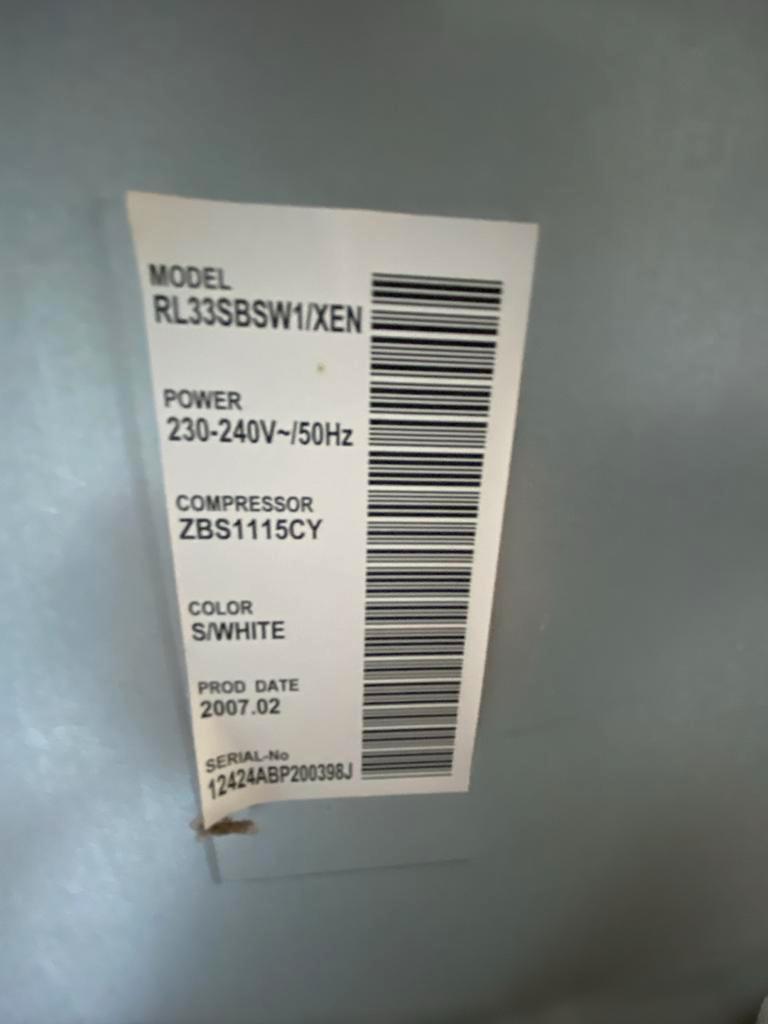 MODEL
RL33SBSW1/XEN
POWER
230-240V~/50Hz
COMPRESSOR
ZBS1115CY
COLOR
S/WHITE
PROD DATE
2007.02
SERIAL-No
12424ABP200398J